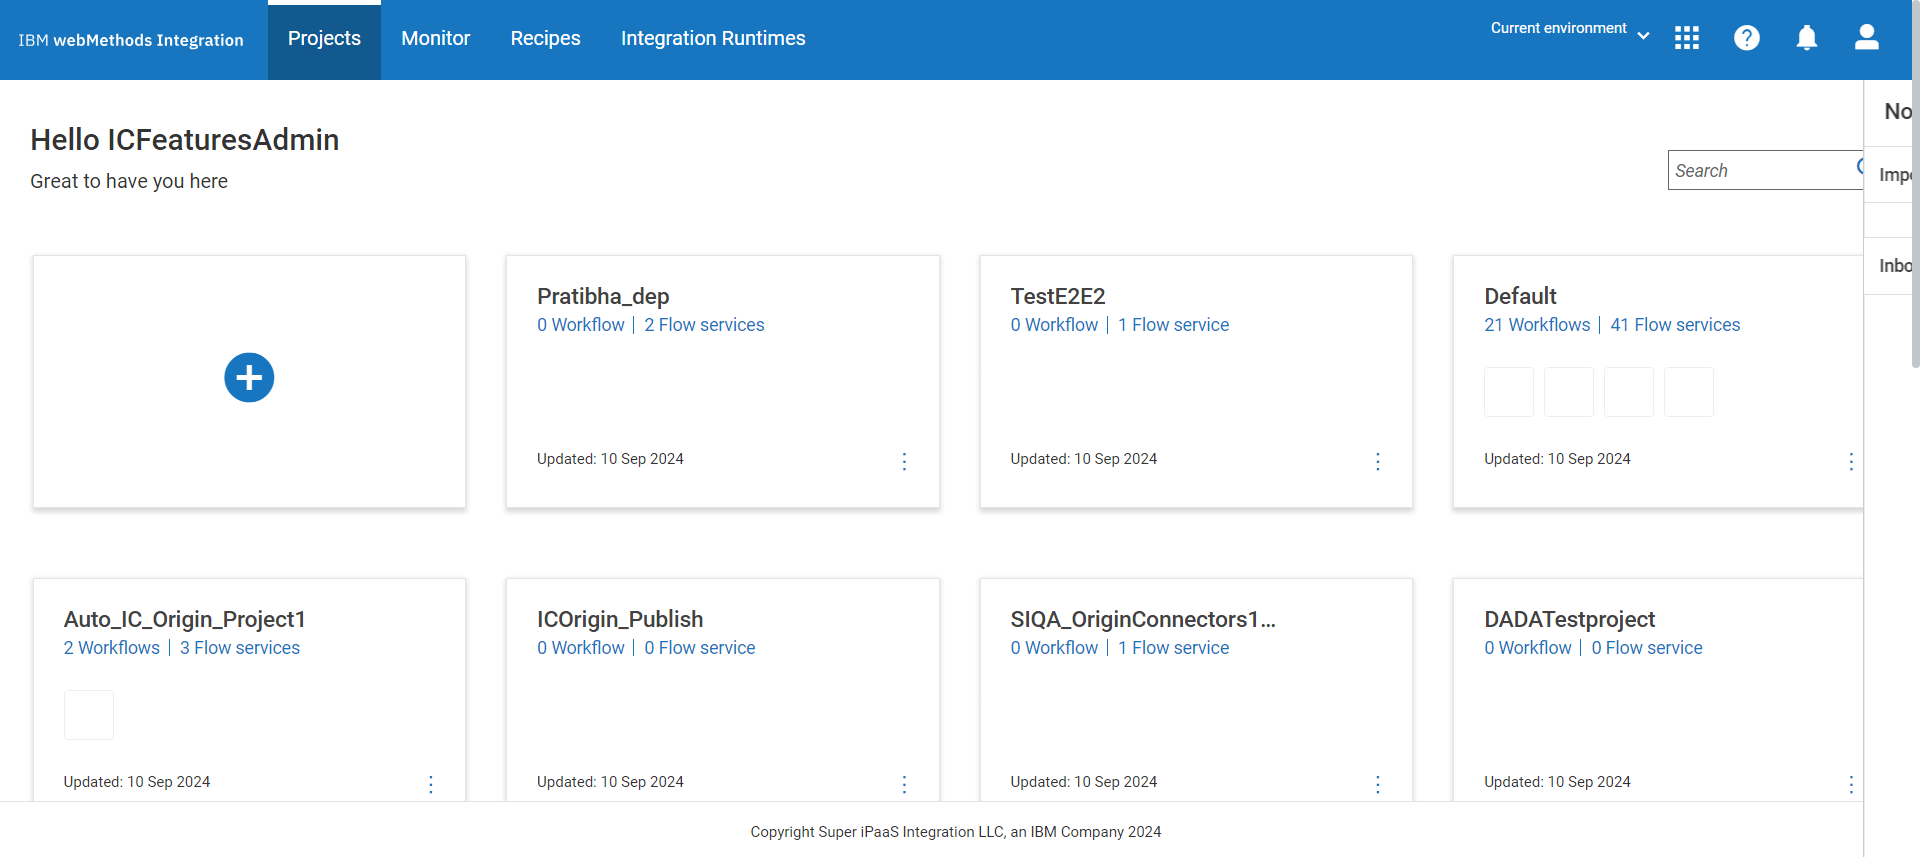 IBM webMethods Integration
Projects
Monitor
Recipes
Integration Runtimes
Current environment
Hello ICFeaturesAdmin
Great to have you here
Search
No
Imp
Inbo
Pratibha_dep
0 Workflow | 2 Flow services
Updated: 10 Sep 2024
TestE2E2
0 Workflow | 1 Flow service
Updated: 10 Sep 2024
Default
21 Workflows | 41 Flow services
Updated: 10 Sep 2024
Auto_IC_Origin_Project1
2 Workflows | 3 Flow services
Updated: 10 Sep 2024
ICOrigin_Publish
0 Workflow | 0 Flow service
Updated: 10 Sep 2024
SIQA_OriginConnectors1...
0 Workflow | 1 Flow service
Updated: 10 Sep 2024
DADATestproject
0 Workflow | 0 Flow service
Updated: 10 Sep 2024
Copyright Super iPaaS Integration LLC, an IBM Company 2024